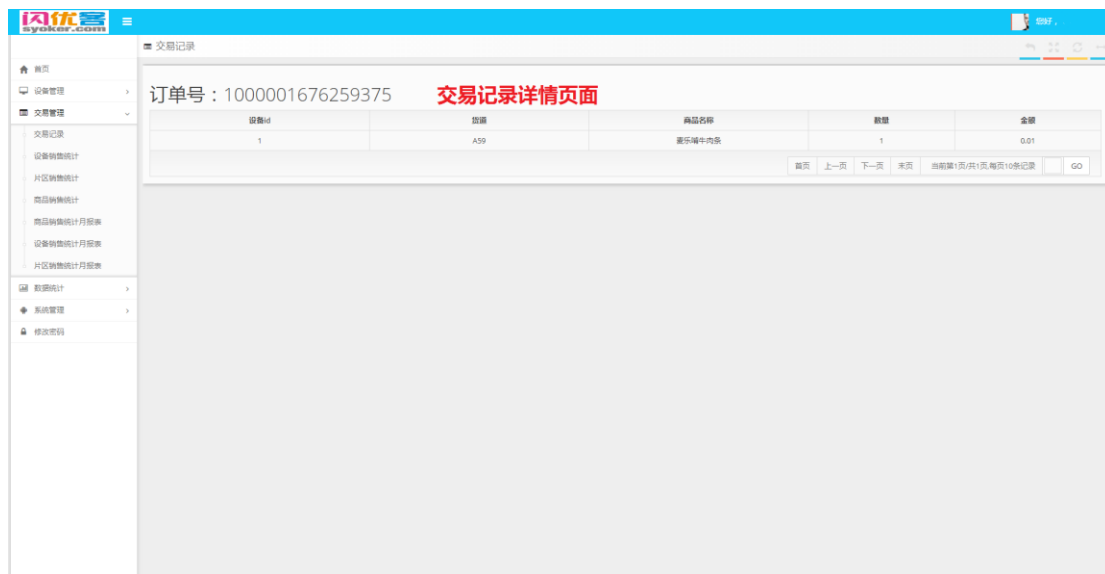 闪优客
syoker.com
您好，
交易记录
首页
设备管理
交易管理
交易记录
设备销售统计
片区销售统计
商品销售统计
商品销售统计月报表
设备销售统计月报表
片区销售统计月报表
数据统计
系统管理
修改密码
订单号：1000001676259375 交易记录详情页面
设备id 货道 商品名称 数量 金额
1 A59 麦乐哺牛肉条 1 0.01
首页 上一页 下一页 末页 当前第1页/共1页,每页10条记录 GO